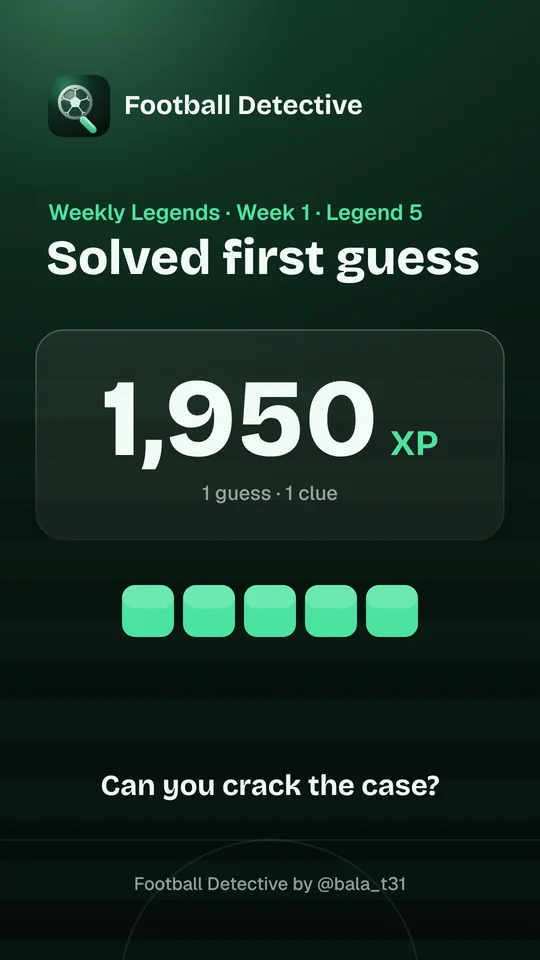 Football Detective
Weekly Legends · Week 1 · Legend 5
Solved first guess
1,950 XP
1 guess · 1 clue
Can you crack the case?
Football Detective by @bala_t31